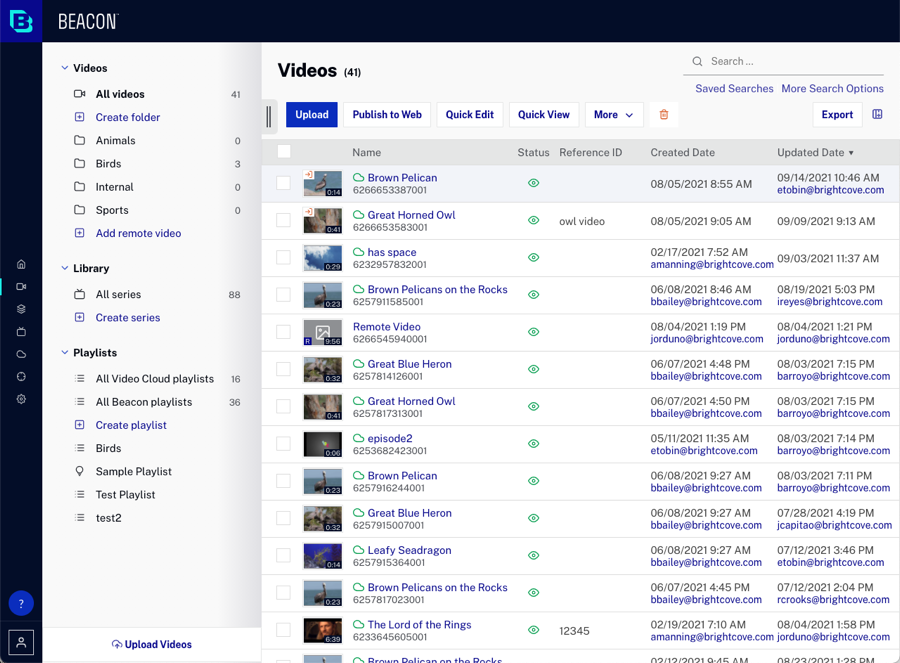 BEACON
Videos
All videos 41
Create folder
Animals 0
Birds 3
Internal 0
Sports 0
Add remote video
Library
All series 88
Create series
Playlists
All Video Cloud playlists 16
All Beacon playlists 36
Create playlist
Birds
Sample Playlist
Test Playlist
test2
Upload Videos
?
Videos (41)
Search ...
Saved Searches More Search Options
Upload Publish to Web Quick Edit Quick View More Export
Name Status Reference ID Created Date Updated Date
0:14 Brown Pelican 08/05/2021 8:55 AM 09/14/2021 10:46 AM
6266653387001 etobin@brightcove.com
0:41 Great Horned Owl owl video 08/05/2021 9:05 AM 09/09/2021 9:13 AM
6266653583001
0:29 has space 02/17/2021 7:52 AM 09/03/2021 11:37 AM
6232957832001 amanning@brightcove.com
0:23 Brown Pelicans on the Rocks 06/08/2021 8:46 AM 08/19/2021 5:03 PM
6257911585001 bbailey@brightcove.com ireyes@brightcove.com
R 9:56 Remote Video 08/04/2021 1:19 PM 08/04/2021 1:21 PM
6266545940001 jorduno@brightcove.com jorduno@brightcove.com
0:32 Great Blue Heron 06/07/2021 4:48 PM 08/03/2021 7:15 PM
6257814126001 bbailey@brightcove.com barroyo@brightcove.com
0:41 Great Horned Owl 06/07/2021 4:50 PM 08/03/2021 7:15 PM
6257817313001 bbailey@brightcove.com barroyo@brightcove.com
0:06 episode2 05/11/2021 11:35 AM 08/03/2021 7:14 PM
6253682423001 etobin@brightcove.com barroyo@brightcove.com
0:23 Brown Pelican 06/08/2021 9:27 AM 08/03/2021 7:11 PM
6257916244001 bbailey@brightcove.com barroyo@brightcove.com
0:32 Great Blue Heron 06/08/2021 9:27 AM 07/28/2021 4:19 PM
6257915007001 bbailey@brightcove.com jcapitao@brightcove.com
0:14 Leafy Seadragon 06/08/2021 9:27 AM 07/12/2021 3:46 PM
6257915364001 bbailey@brightcove.com etobin@brightcove.com
0:23 Brown Pelicans on the Rocks 06/07/2021 4:45 PM 07/12/2021 2:04 PM
6257817023001 bbailey@brightcove.com rcrooks@brightcove.com
6:39 The Lord of the Rings 12345 02/19/2021 7:10 AM 08/04/2021 1:58 PM
6233645605001 amanning@brightcove.com jorduno@brightcove.com
Brown Pelicans on the Rocks 02/12/2021 9:45 AM 08/23/2021 1:28 PM